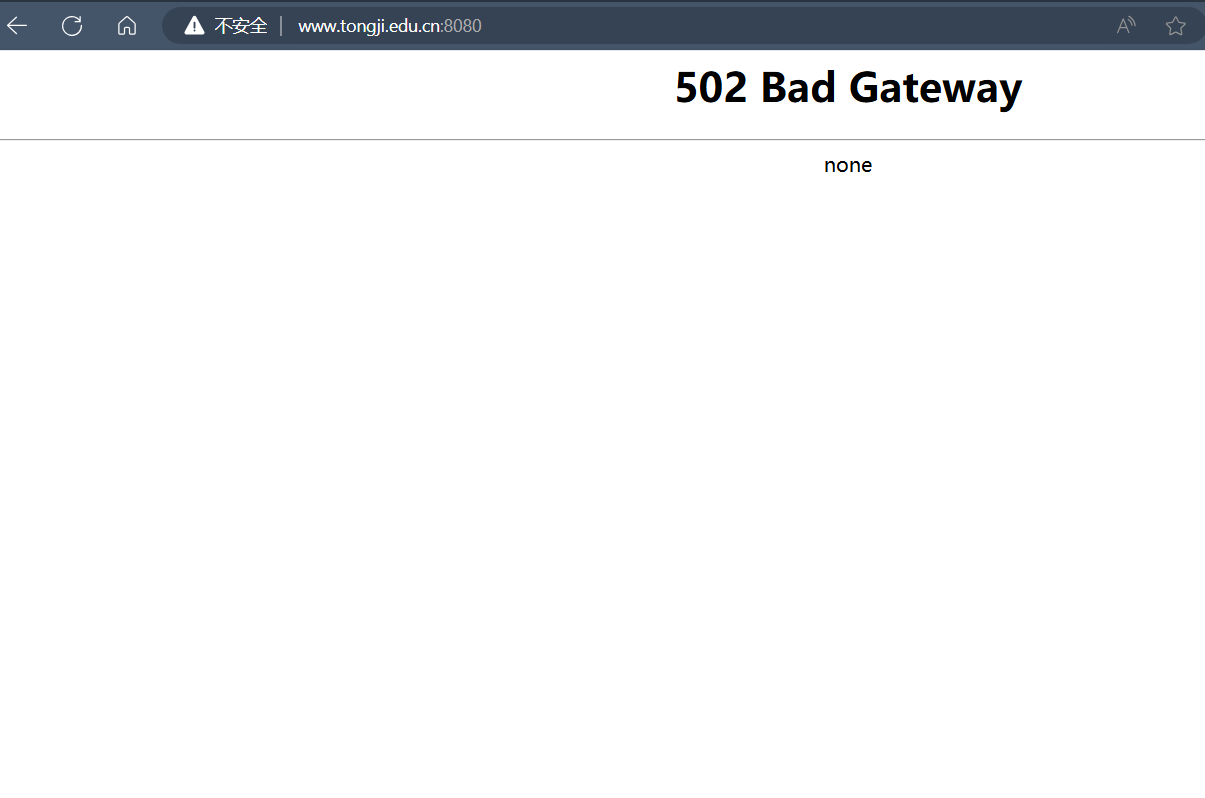 不安全 | www.tongji.edu.cn:8080
502 Bad Gateway
none